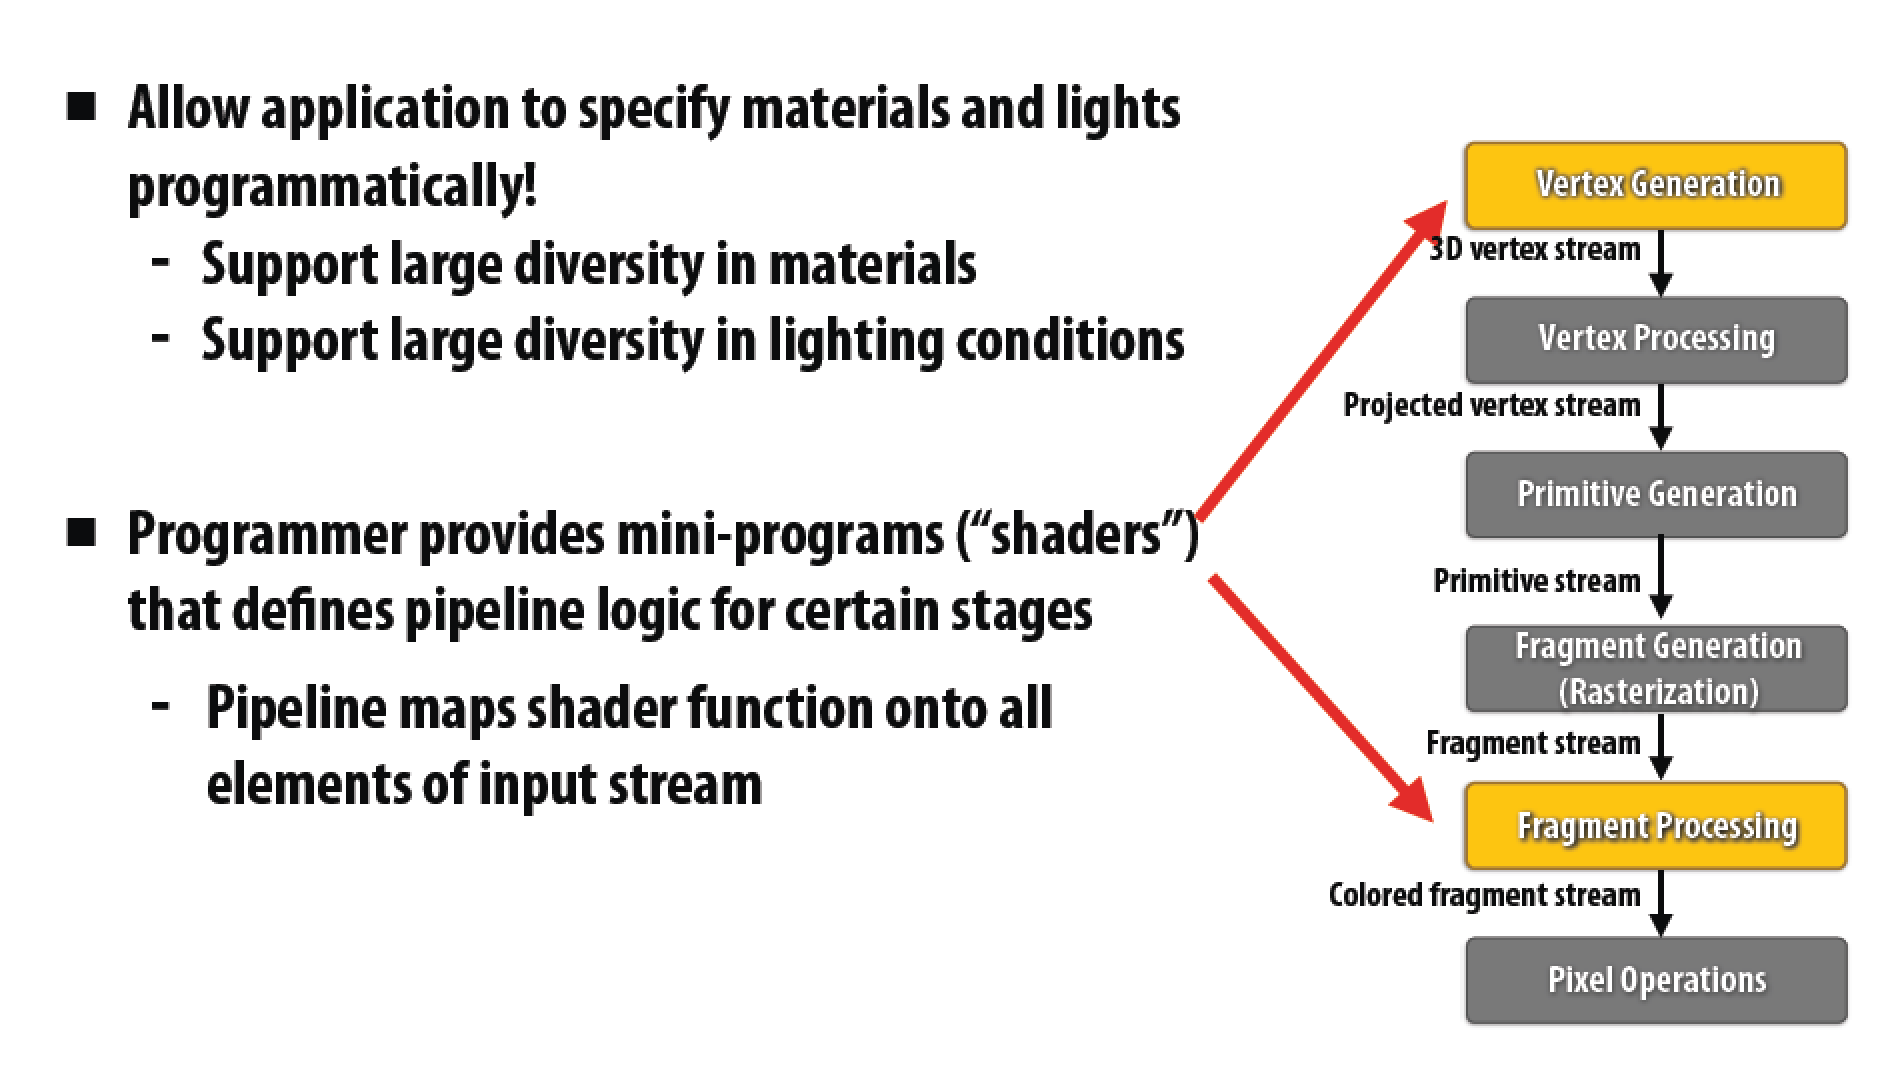 ■ Allow application to specify materials and lights
programmatically!
- Support large diversity in materials
- Support large diversity in lighting conditions
■ Programmer provides mini-programs (“shaders”)
that defines pipeline logic for certain stages
- Pipeline maps shader function onto all
elements of input stream
Vertex Generation
3D vertex stream
Vertex Processing
Projected vertex stream
Primitive Generation
Primitive stream
Fragment Generation
(Rasterization)
Fragment stream
Fragment Processing
Colored fragment stream
Pixel Operations